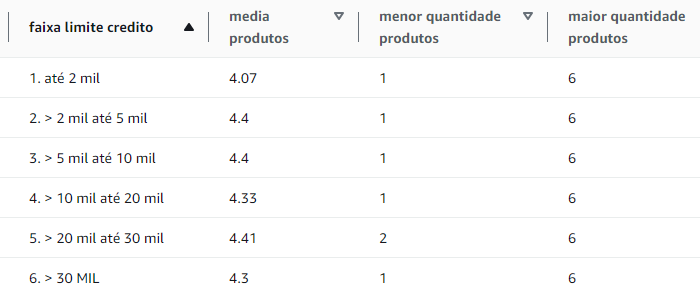 faixa limite credito media produtos menor quantidade produtos maior quantidade produtos
1. até 2 mil 4.07 1 6
2. > 2 mil até 5 mil 4.4 1 6
3. > 5 mil até 10 mil 4.4 1 6
4. > 10 mil até 20 mil 4.33 1 6
5. > 20 mil até 30 mil 4.41 2 6
6. > 30 MIL 4.3 1 6